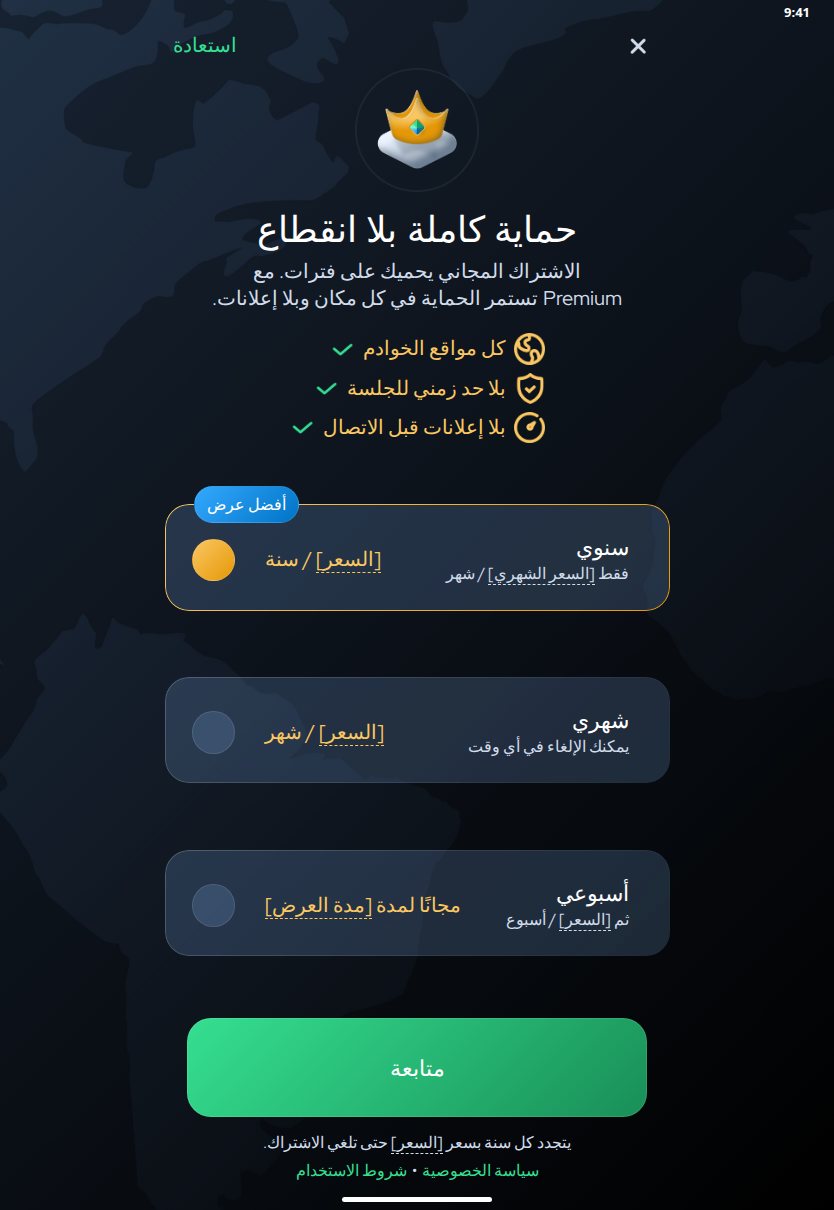 9:41
استعادة
حماية كاملة بلا انقطاع
الاشتراك المجاني يحميك على فترات. مع
Premium تستمر الحماية في كل مكان وبلا إعلانات.
كل مواقع الخوادم
بلا حد زمني للجلسة
بلا إعلانات قبل الاتصال
أفضل عرض
سنوي
فقط [السعر الشهري] / شهر
[السعر] / سنة
شهري
يمكنك الإلغاء في أي وقت
[السعر] / شهر
أسبوعي
ثم [السعر] / أسبوع
مجانًا لمدة [مدة العرض]
متابعة
يتجدد كل سنة بسعر [السعر] حتى تلغي الاشتراك.
سياسة الخصوصية • شروط الاستخدام